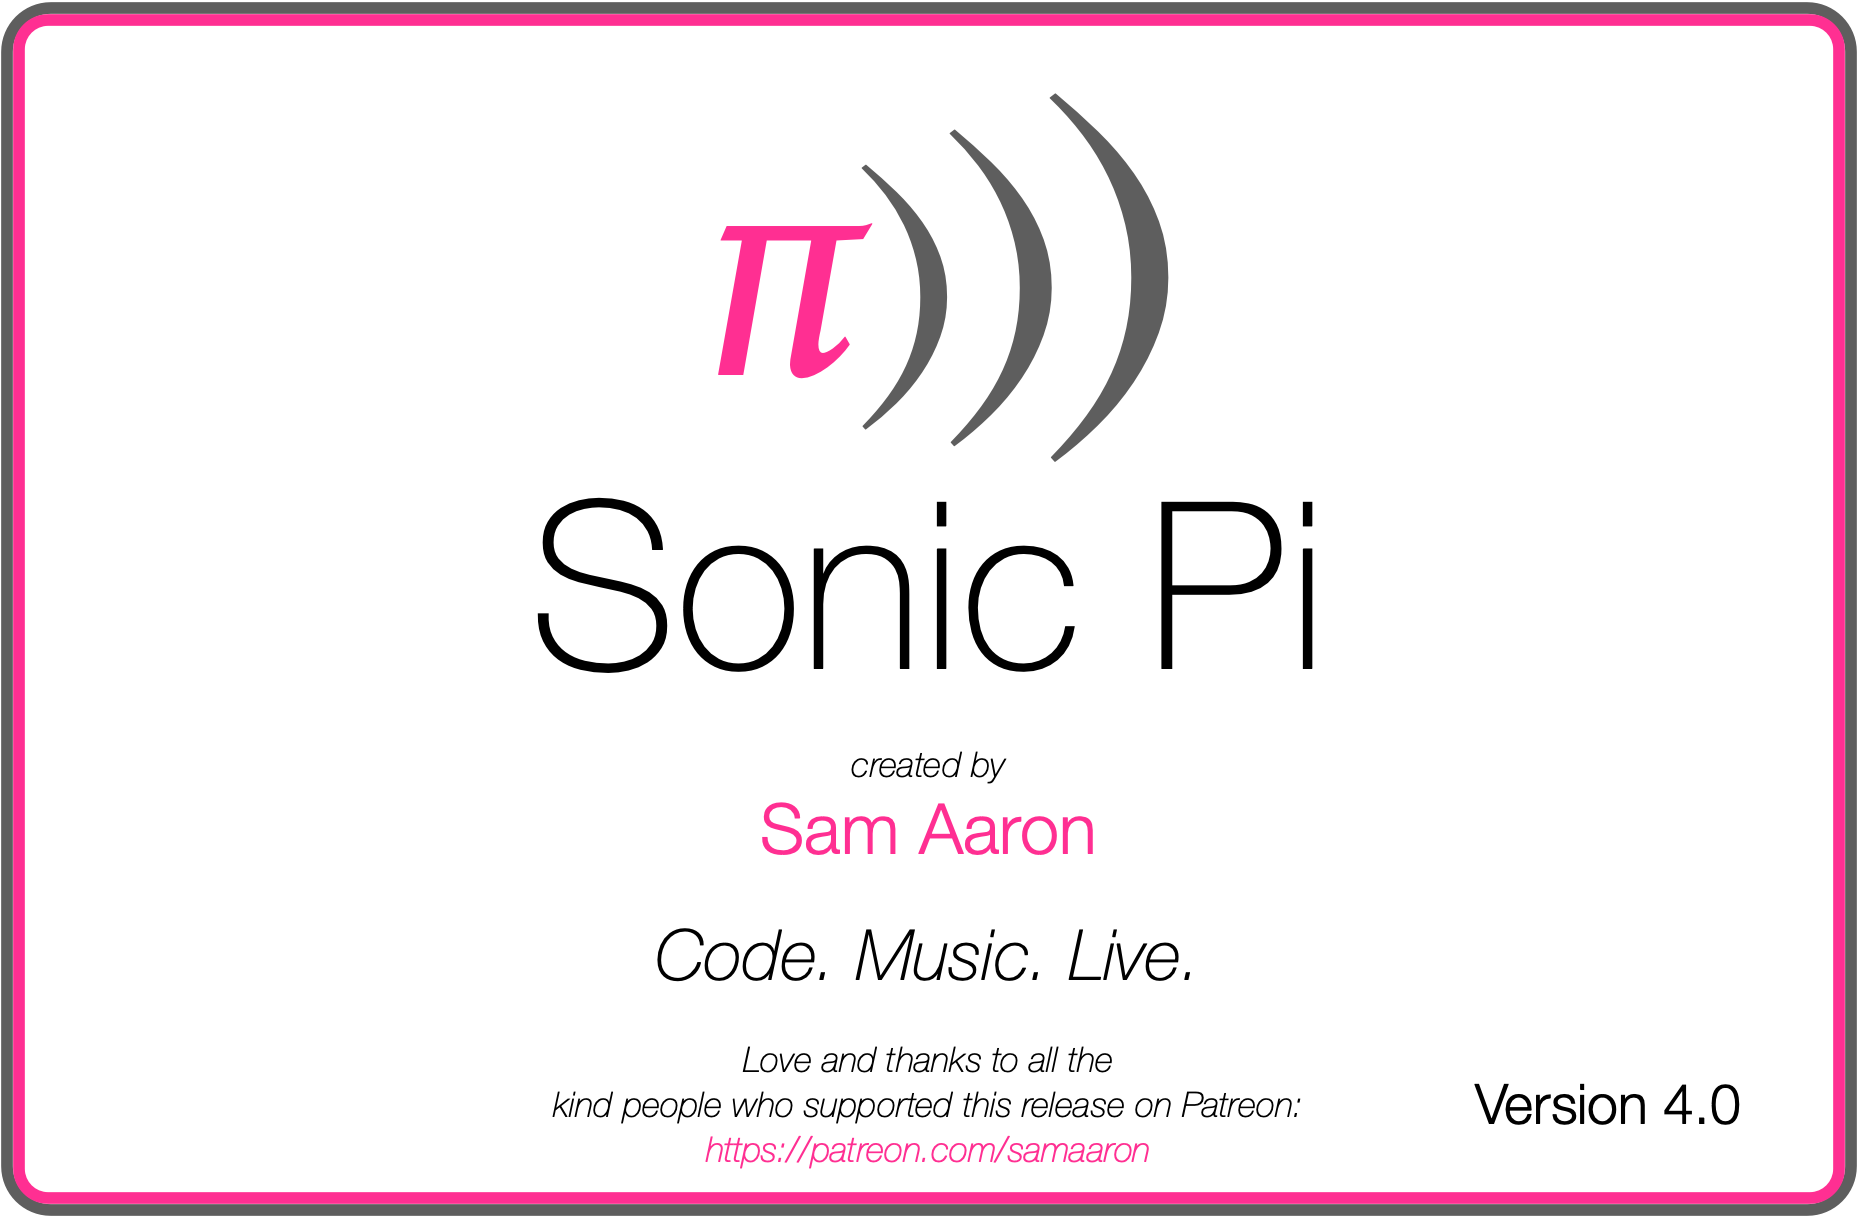 π
Sonic Pi
created by
Sam Aaron
Code. Music. Live.
Love and thanks to all the
kind people who supported this release on Patreon:
https://patreon.com/samaaron
Version 4.0